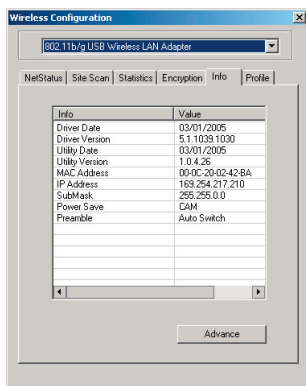 Wireless Configuration
802.11b/g USB Wireless LAN Adapter
NetStatus Site Scan Statistics Encryption Info Profile
Info Value
Driver Date 03/01/2005
Driver Version 5.1.1039.1030
Utility Date 03/01/2005
Utility Version 1.0.4.26
MAC Address 00-0C-20-02-42-BA
IP Address 169.254.217.210
SubMask 255.255.0.0
Power Save CAM
Preamble Auto Switch
Advance